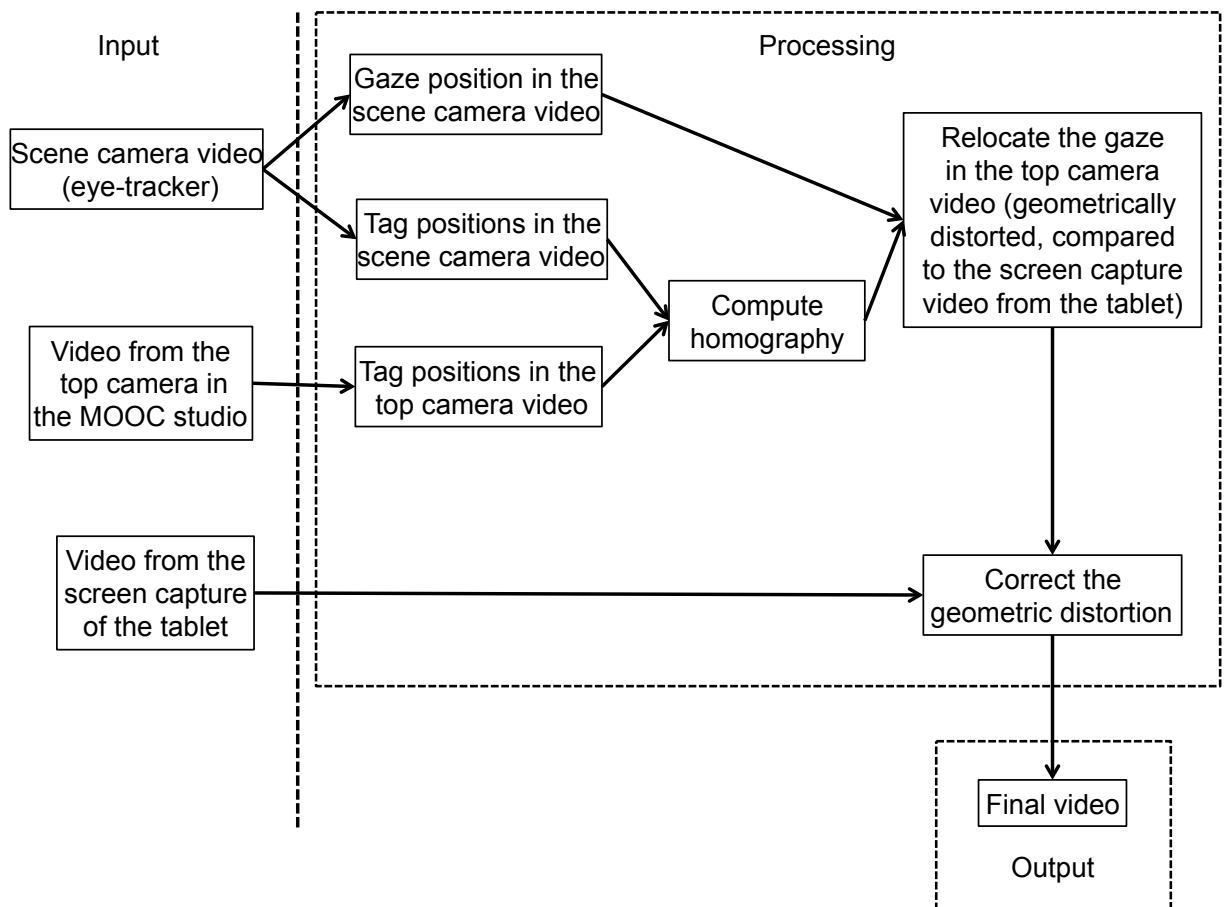 Input
Processing
Scene camera video
(eye-tracker)
Gaze position in the
scene camera video
Tag positions in the
scene camera video
Relocate the gaze
in the top camera
video (geometrically
distorted, compared
to the screen capture
video from the tablet)
Compute
homography
Video from the
top camera in
the MOOC studio
Tag positions in the
top camera video
Video from the
screen capture
of the tablet
Correct the
geometric distortion
Final video
Output